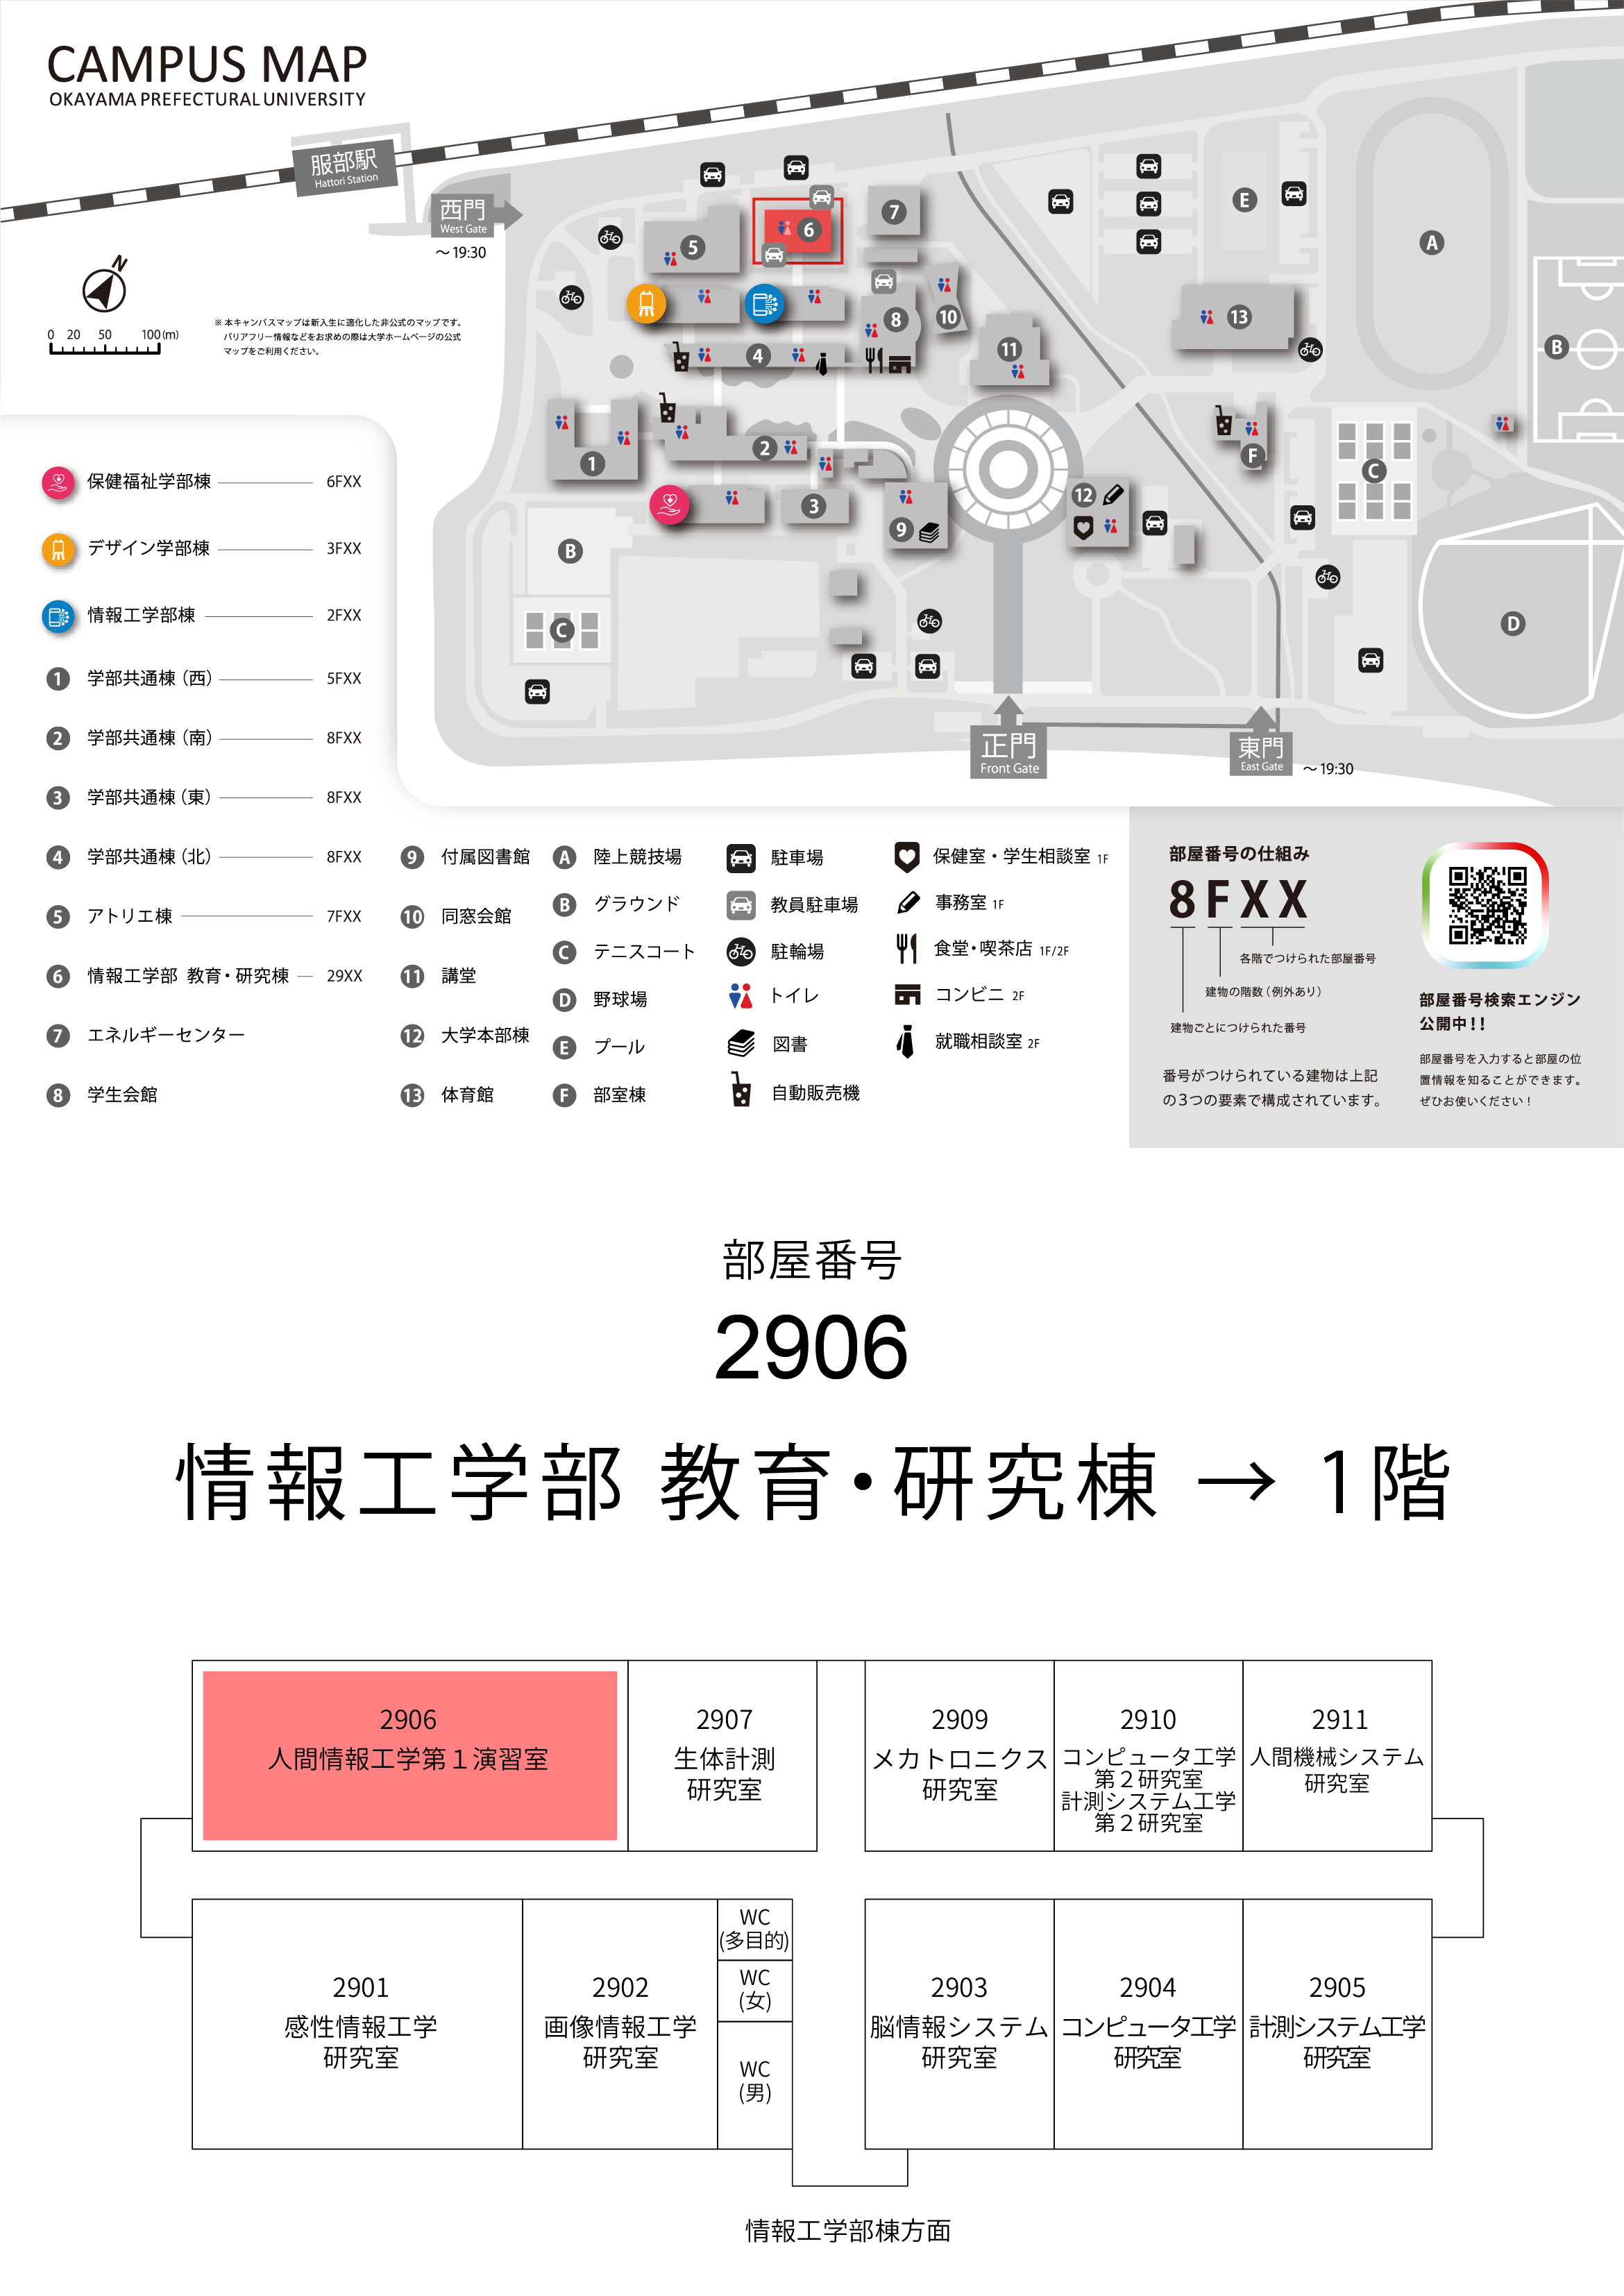 CAMPUS MAP
OKAYAMA PREFECTURAL UNIVERSITY
服部駅
Hattori Station
西門
West Gate
～19:30
N
0 20 50 100(m)
※ 本キャンパスマップは新入生に適化した非公式のマップです。
バリアフリー情報などをお求めの際は大学ホームページの公式
マップをご利用ください。
7
6
5
E
A
8
10
13
11
4
B
1
2
F
C
3
9
12
B
C
D
正門
Front Gate
東門
East Gate
～19:30
保健福祉学部棟 6FXX
デザイン学部棟 3FXX
情報工学部棟 2FXX
1 学部共通棟（西） 5FXX
2 学部共通棟（南） 8FXX
3 学部共通棟（東） 8FXX
4 学部共通棟（北） 8FXX
5 アトリエ棟 7FXX
6 情報工学部 教育・研究棟 29XX
7 エネルギーセンター
8 学生会館
9 付属図書館
10 同窓会館
11 講堂
12 大学本部棟
13 体育館
A 陸上競技場
B グラウンド
C テニスコート
D 野球場
E プール
F 部室棟
駐車場
教員駐車場
駐輪場
トイレ
図書
自動販売機
保健室・学生相談室 1F
事務室 1F
食堂・喫茶店 1F/2F
コンビニ 2F
就職相談室 2F
部屋番号の仕組み
8FXX
各階でつけられた部屋番号
建物の階数（例外あり）
建物ごとにつけられた番号
番号がつけられている建物は上記
の3つの要素で構成されています。
部屋番号検索エンジン
公開中！！
部屋番号を入力すると部屋の位
置情報を知ることができます。
ぜひお使いください！
部屋番号
2906
情報工学部 教育・研究棟 → 1階
2906
人間情報工学第１演習室
2907
生体計測
研究室
2909
メカトロニクス
研究室
2910
コンピュータ工学
第２研究室
計測システム工学
第２研究室
2911
人間機械システム
研究室
2901
感性情報工学
研究室
2902
画像情報工学
研究室
WC
(多目的)
WC
(女)
WC
(男)
2903
脳情報システム
研究室
2904
コンピュータ工学
研究室
2905
計測システム工学
研究室
情報工学部棟方面